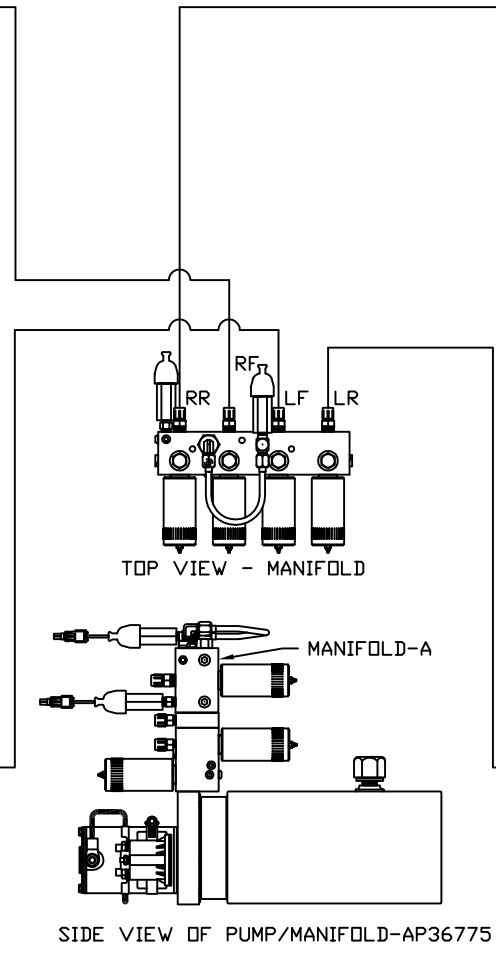 RF
RR
LF
LR
TOP VIEW - MANIFOLD
MANIFOLD-A
SIDE VIEW OF PUMP/MANIFOLD-AP36775